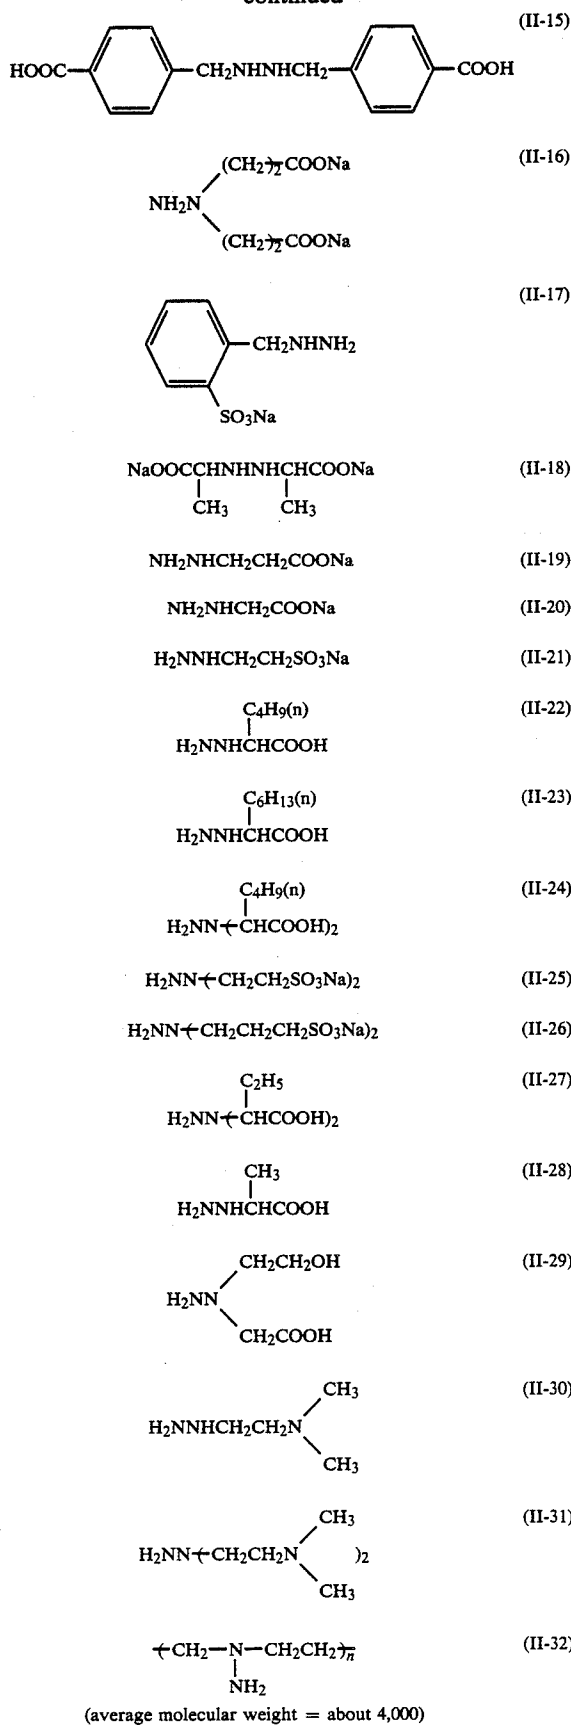 continued
(II-15)
HOOC CH2NHNHCH2 COOH
(II-16)
(CH2)2COONa
NH2N
(CH2)2COONa
(II-17)
CH2NHNH2
SO3Na
NaOOCCHNHNHCHCOONa (II-18)
CH3 CH3
NH2NHCH2CH2COONa (II-19)
NH2NHCH2COONa (II-20)
H2NNHCH2CH2SO3Na (II-21)
C4H9(n) (II-22)
H2NNHCHCOOH
C6H13(n) (II-23)
H2NNHCHCOOH
C4H9(n) (II-24)
H2NN(CHCOOH)2
H2NN(CH2CH2SO3Na)2 (II-25)
H2NN(CH2CH2CH2SO3Na)2 (II-26)
C2H5 (II-27)
H2NN(CHCOOH)2
CH3 (II-28)
H2NNHCHCOOH
CH2CH2OH (II-29)
H2NN
CH2COOH
CH3 (II-30)
H2NNHCH2CH2N
CH3
CH3 (II-31)
H2NN(CH2CH2N )2
CH3
(CH2—N—CH2CH2)n (II-32)
NH2
(average molecular weight = about 4,000)